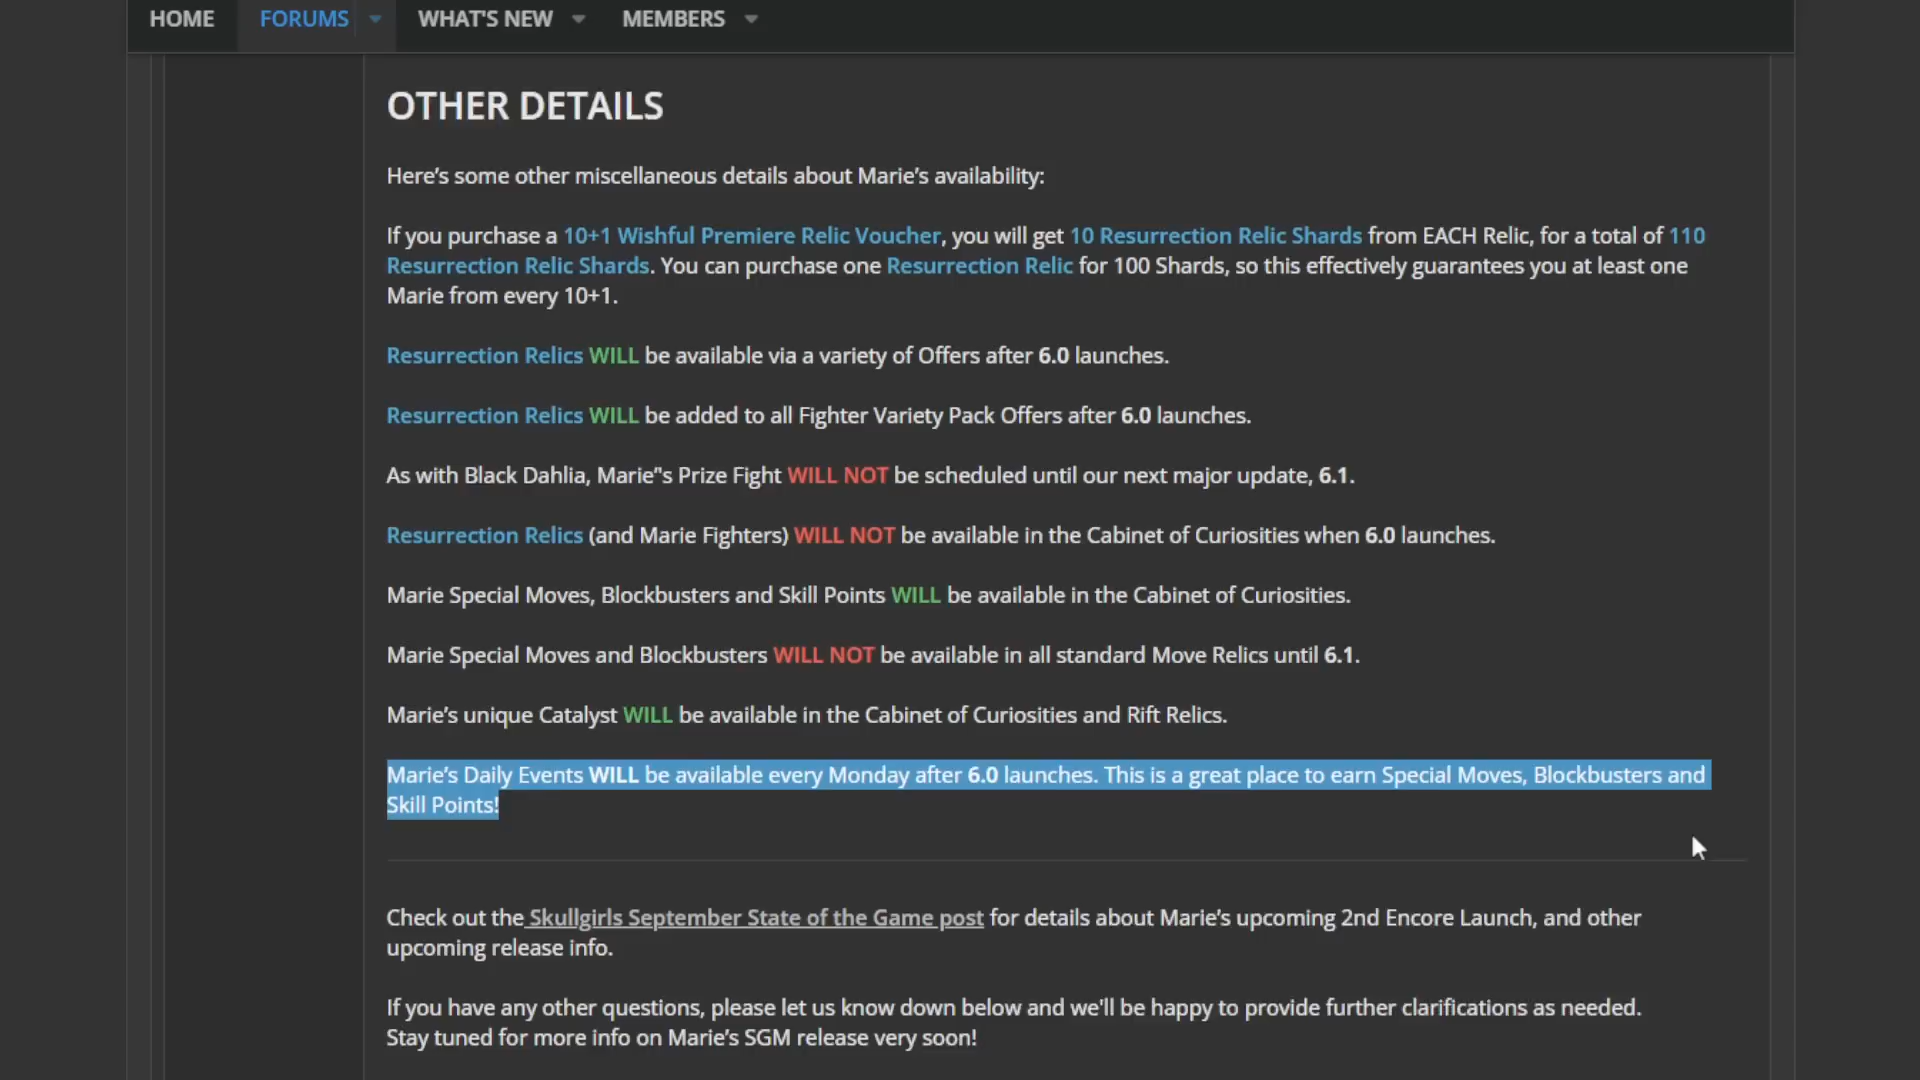 HOME FORUMS WHAT'S NEW MEMBERS
OTHER DETAILS
Here's some other miscellaneous details about Marie's availability:
If you purchase a 10+1 Wishful Premiere Relic Voucher, you will get 10 Resurrection Relic Shards from EACH Relic, for a total of 110
Resurrection Relic Shards. You can purchase one Resurrection Relic for 100 Shards, so this effectively guarantees you at least one
Marie from every 10+1.
Resurrection Relics WILL be available via a variety of Offers after 6.0 launches.
Resurrection Relics WILL be added to all Fighter Variety Pack Offers after 6.0 launches.
As with Black Dahlia, Marie"s Prize Fight WILL NOT be scheduled until our next major update, 6.1.
Resurrection Relics (and Marie Fighters) WILL NOT be available in the Cabinet of Curiosities when 6.0 launches.
Marie Special Moves, Blockbusters and Skill Points WILL be available in the Cabinet of Curiosities.
Marie Special Moves and Blockbusters WILL NOT be available in all standard Move Relics until 6.1.
Marie's unique Catalyst WILL be available in the Cabinet of Curiosities and Rift Relics.
Marie's Daily Events WILL be available every Monday after 6.0 launches. This is a great place to earn Special Moves, Blockbusters and
Skill Points!
Check out the Skullgirls September State of the Game post for details about Marie's upcoming 2nd Encore Launch, and other
upcoming release info.
If you have any other questions, please let us know down below and we'll be happy to provide further clarifications as needed.
Stay tuned for more info on Marie's SGM release very soon!